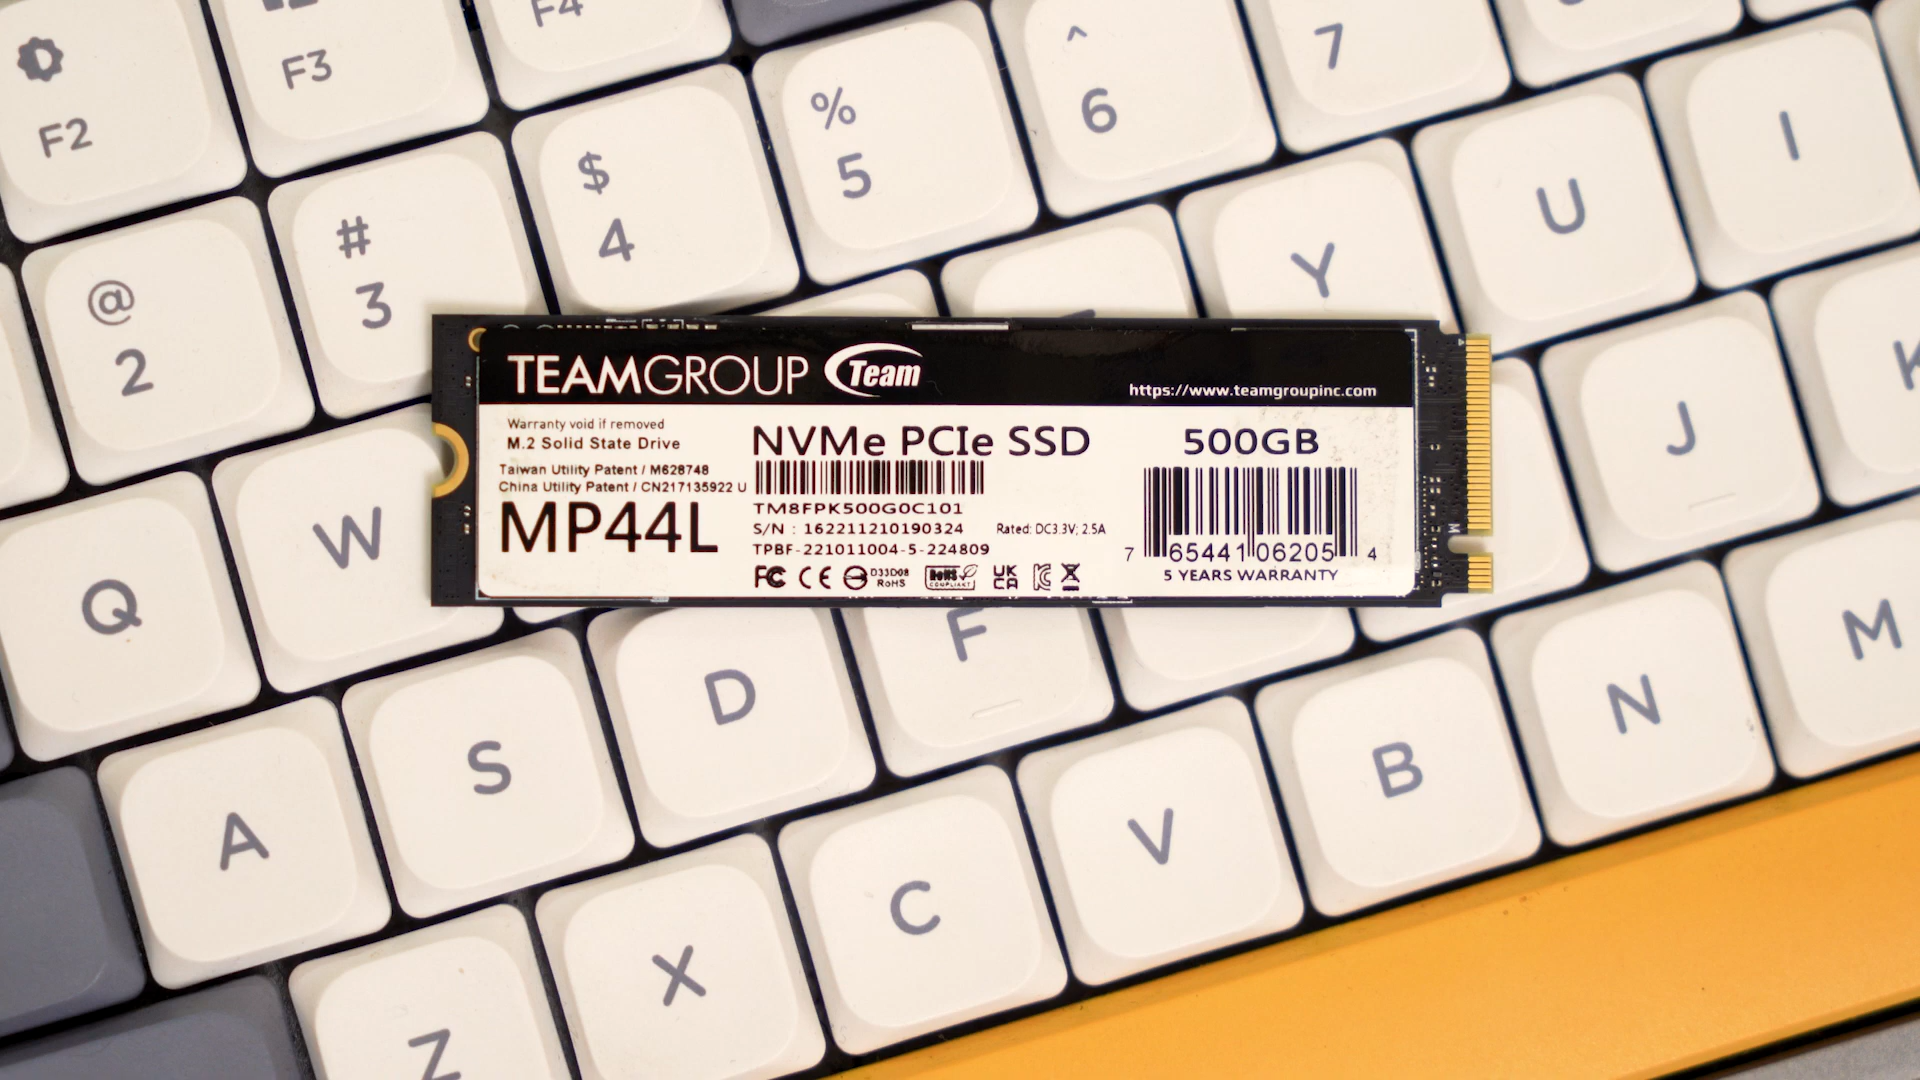 F2
F3
F4
@
2
#
3
$
4
%
5
^
6
7
Q
W
Y
U
I
TEAMGROUP Team
https://www.teamgroupinc.com
Warranty void if removed
M.2 Solid State Drive
Taiwan Utility Patent / M628748
China Utility Patent / CN217135922 U
MP44L
NVMe PCIe SSD
TM8FPK500G0C101
S/N : 162211210190324
Rated: DC3.3V; 2.5A
TPBF-221011004-5-224809
FC CE D33D08 RoHS RoHS COMPLIANT UK CA
500GB
7 65441 06205 4
5 YEARS WARRANTY
M
A
S
D
F
J
K
Z
X
C
V
B
N
M